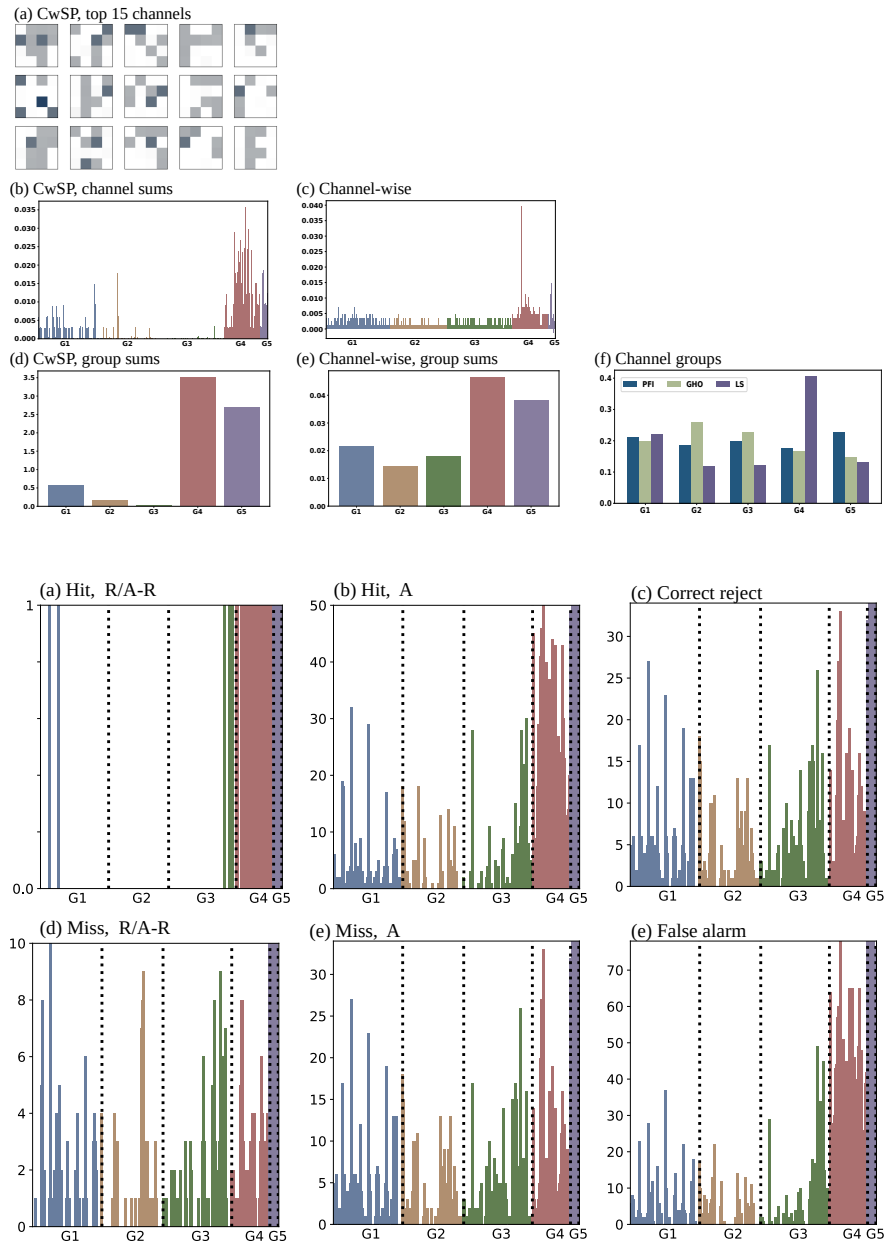 (a) CwSP, top 15 channels
(b) CwSP, channel sums
0.035
0.030
0.025
0.020
0.015
0.010
0.005
0.000
G1 G2 G3 G4 G5
(c) Channel-wise
0.040
0.035
0.030
0.025
0.020
0.015
0.010
0.005
0.000
G1 G2 G3 G4 G5
(d) CwSP, group sums
3.5
3.0
2.5
2.0
1.5
1.0
0.5
0.0
G1 G2 G3 G4 G5
(e) Channel-wise, group sums
0.04
0.03
0.02
0.01
0.00
G1 G2 G3 G4 G5
(f) Channel groups
PFI GHO LS
0.4
0.3
0.2
0.1
0.0
G1 G2 G3 G4 G5
(a) Hit, R/A-R
1
0.0
G1 G2 G3 G4 G5
(b) Hit, A
50
40
30
20
10
0
G1 G2 G3 G4 G5
(c) Correct reject
30
25
20
15
10
5
0
G1 G2 G3 G4 G5
(d) Miss, R/A-R
10
8
6
4
2
0
G1 G2 G3 G4 G5
(e) Miss, A
30
25
20
15
10
5
0
G1 G2 G3 G4 G5
(e) False alarm
70
60
50
40
30
20
10
0
G1 G2 G3 G4 G5